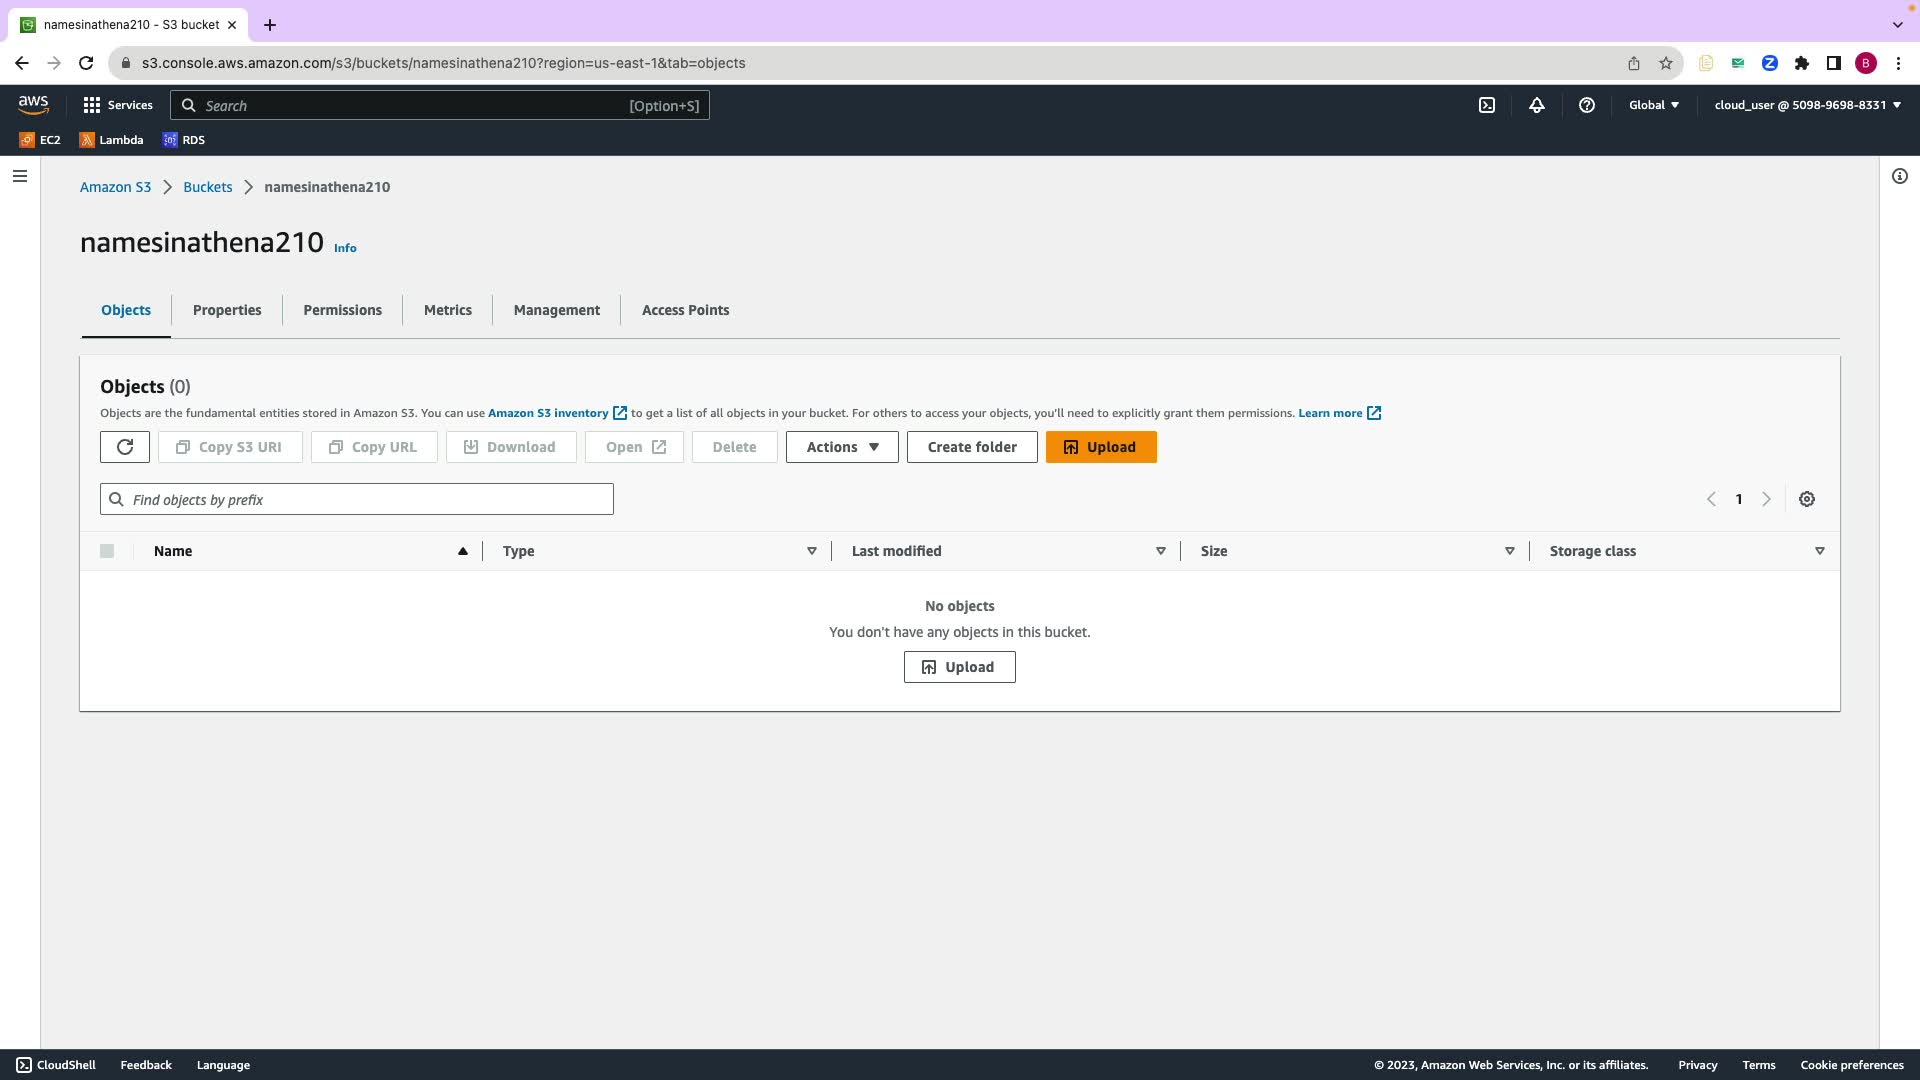 namesinathena210 - S3 bucket
s3.console.aws.amazon.com/s3/buckets/namesinathena210?region=us-east-1&tab=objects
B
aws
Services
Search
[Option+S]
Global
cloud_user @ 5098-9698-8331
EC2
Lambda
RDS
Amazon S3 > Buckets > namesinathena210
namesinathena210 Info
Objects
Properties
Permissions
Metrics
Management
Access Points
Objects (0)
Objects are the fundamental entities stored in Amazon S3. You can use Amazon S3 inventory to get a list of all objects in your bucket. For others to access your objects, you'll need to explicitly grant them permissions. Learn more
Copy S3 URI
Copy URL
Download
Open
Delete
Actions
Create folder
Upload
Find objects by prefix
1
Name
Type
Last modified
Size
Storage class
No objects
You don't have any objects in this bucket.
Upload
CloudShell
Feedback
Language
© 2023, Amazon Web Services, Inc. or its affiliates.
Privacy
Terms
Cookie preferences